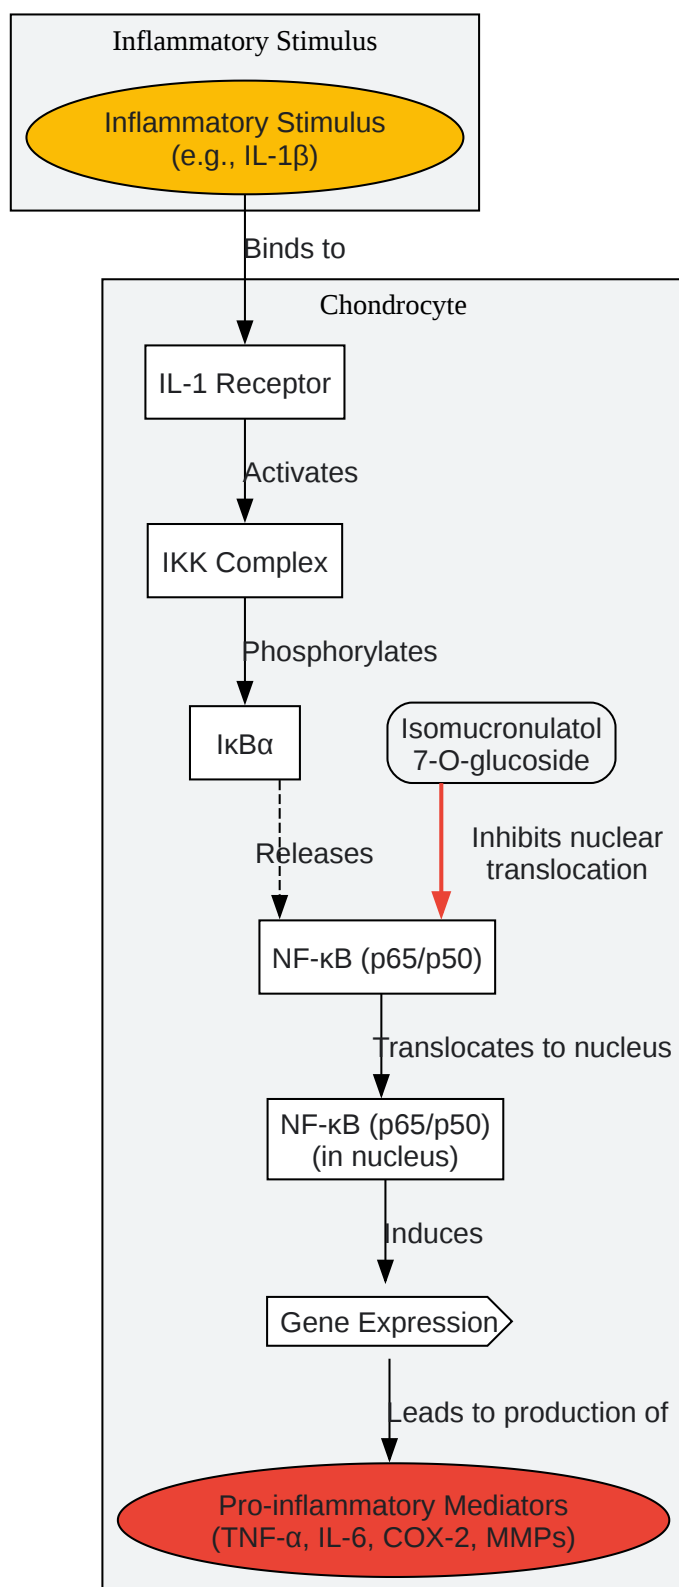 Inflammatory Stimulus
Inflammatory Stimulus
(e.g., IL-1β)
Binds to
Chondrocyte
IL-1 Receptor
Activates
IKK Complex
Phosphorylates
IκBα
Isomucronulatol
7-O-glucoside
Releases
Inhibits nuclear
translocation
NF-κB (p65/p50)
Translocates to nucleus
NF-κB (p65/p50)
(in nucleus)
Induces
Gene Expression
Leads to production of
Pro-inflammatory Mediators
(TNF-α, IL-6, COX-2, MMPs)